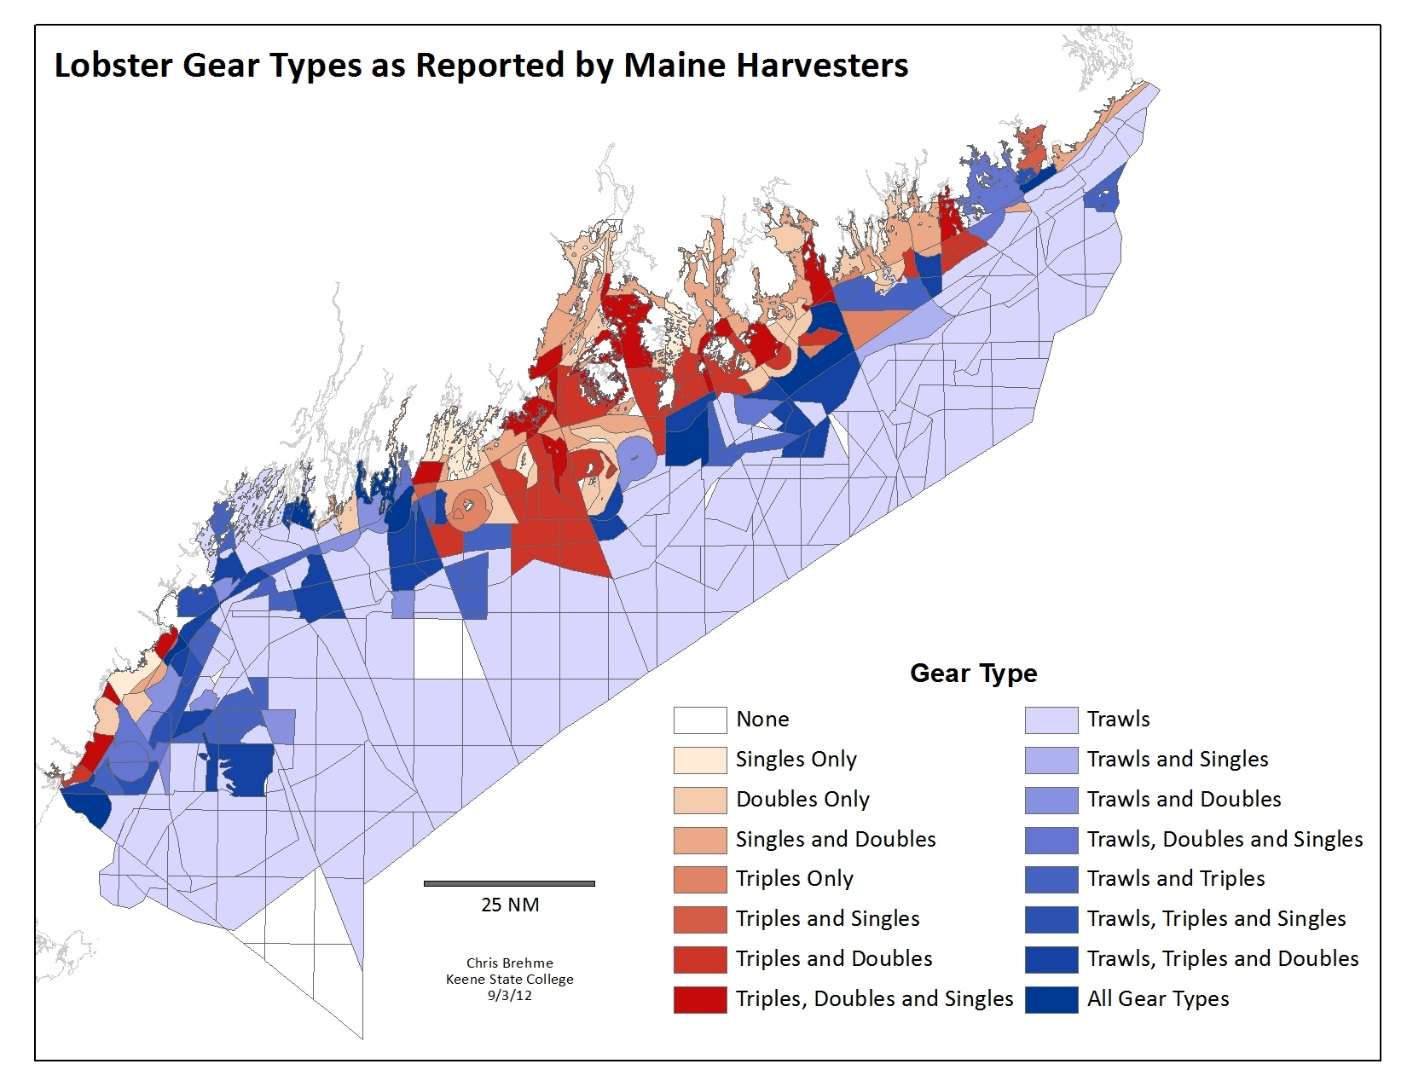 Lobster Gear Types as Reported by Maine Harvesters
Gear Type
None
Singles Only
Doubles Only
Singles and Doubles
Triples Only
Triples and Singles
Triples and Doubles
Triples, Doubles and Singles
Trawls
Trawls and Singles
Trawls and Doubles
Trawls, Doubles and Singles
Trawls and Triples
Trawls, Triples and Singles
Trawls, Triples and Doubles
All Gear Types
25 NM
Chris Brehme
Keene State College
9/3/12